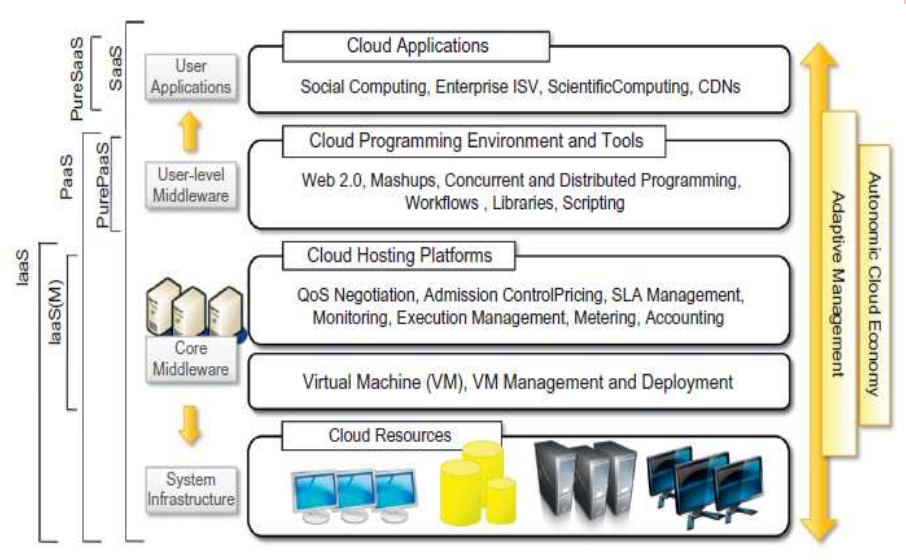 PureSaaS
SaaS
User
Applications
Cloud Applications
Social Computing, Enterprise ISV, ScientificComputing, CDNs
PaaS
PurePaaS
User-level
Middleware
Cloud Programming Environment and Tools
Web 2.0, Mashups, Concurrent and Distributed Programming,
Workflows , Libraries, Scripting
IaaS
IaaS(M)
Core
Middleware
Cloud Hosting Platforms
QoS Negotiation, Admission ControlPricing, SLA Management,
Monitoring, Execution Management, Metering, Accounting
Virtual Machine (VM), VM Management and Deployment
System
Infrastructure
Cloud Resources
Adaptive Management
Autonomic Cloud Economy